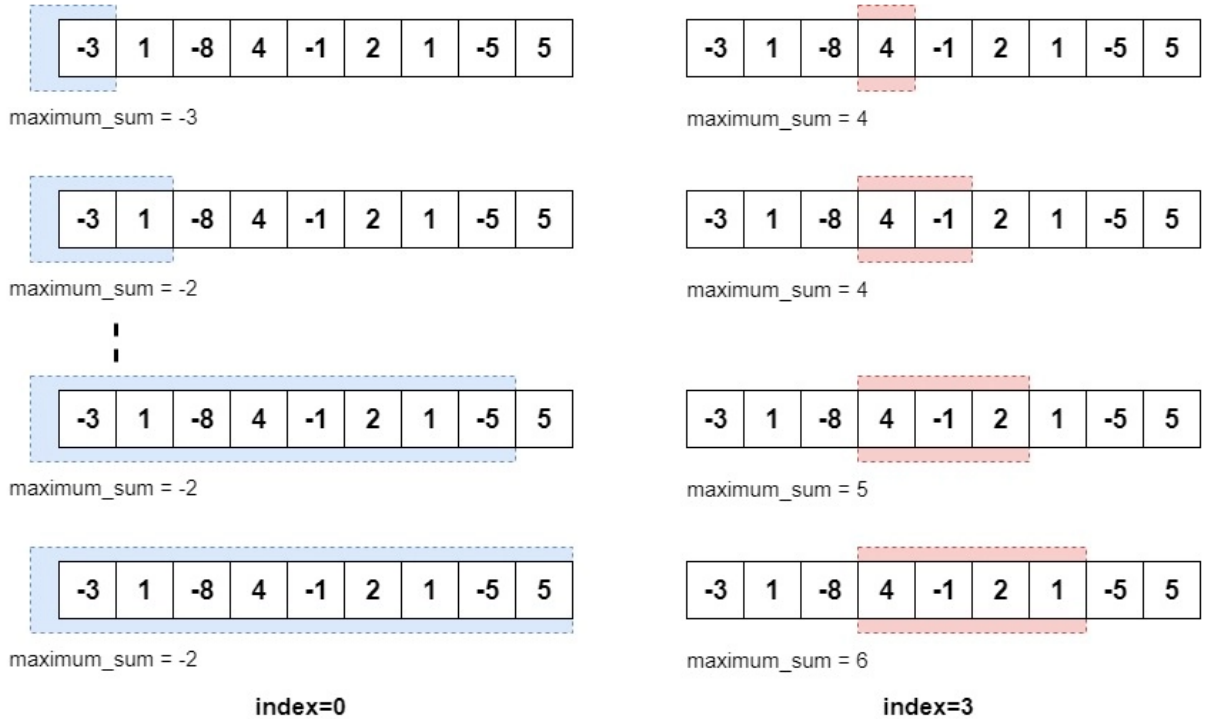 -3 1 -8 4 -1 2 1 -5 5
maximum_sum = -3
-3 1 -8 4 -1 2 1 -5 5
maximum_sum = -2
-3 1 -8 4 -1 2 1 -5 5
maximum_sum = -2
-3 1 -8 4 -1 2 1 -5 5
maximum_sum = -2
index=0
-3 1 -8 4 -1 2 1 -5 5
maximum_sum = 4
-3 1 -8 4 -1 2 1 -5 5
maximum_sum = 4
-3 1 -8 4 -1 2 1 -5 5
maximum_sum = 5
-3 1 -8 4 -1 2 1 -5 5
maximum_sum = 6
index=3